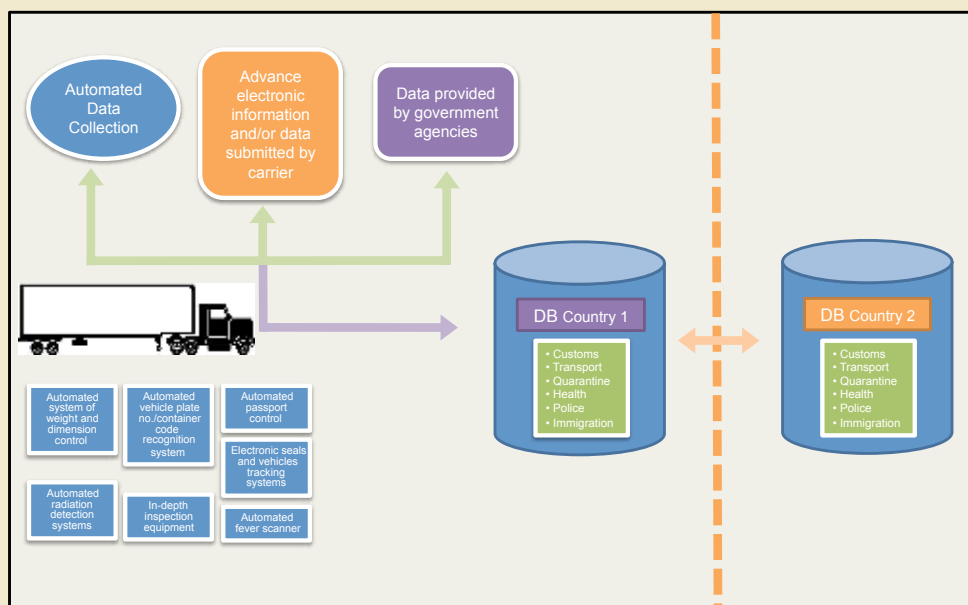 Automated
Data
Collection
Advance
electronic
information
and/or data
submitted by
carrier
Data provided
by government
agencies
DB Country 1
• Customs
• Transport
• Quarantine
• Health
• Police
• Immigration
DB Country 2
• Customs
• Transport
• Quarantine
• Health
• Police
• Immigration
Automated
system of
weight and
dimension
control
Automated
vehicle plate
no./container
code
recognition
system
Automated
passport
control
Electronic seals
and vehicles
tracking
systems
Automated
radiation
detection
systems
In-depth
inspection
equipment
Automated
fever scanner